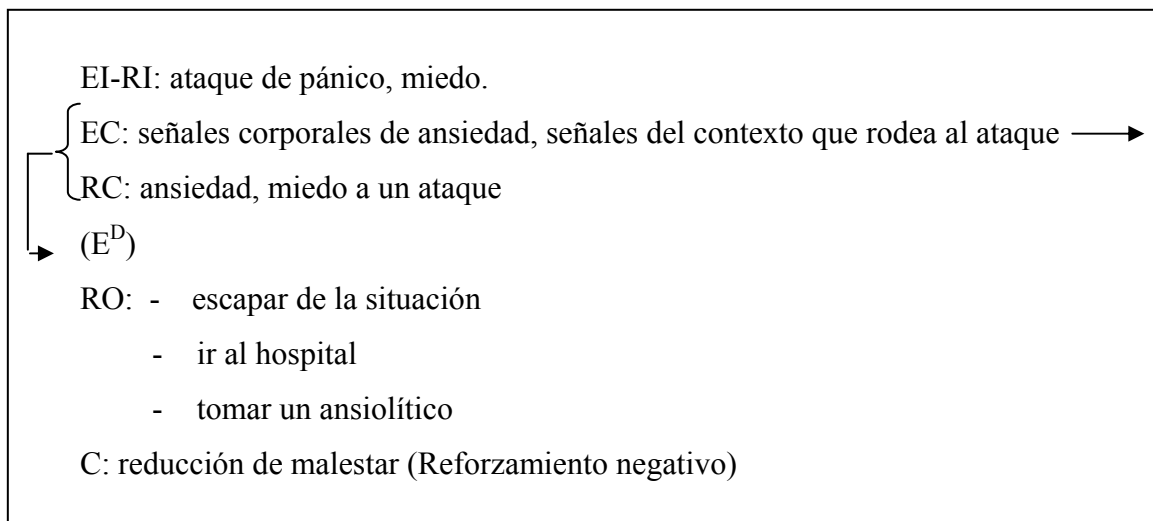 EI-RI: ataque de pánico, miedo.
EC: señales corporales de ansiedad, señales del contexto que rodea al ataque
RC: ansiedad, miedo a un ataque
(E^D)
RO: - escapar de la situación
- ir al hospital
- tomar un ansiolítico
C: reducción de malestar (Reforzamiento negativo)